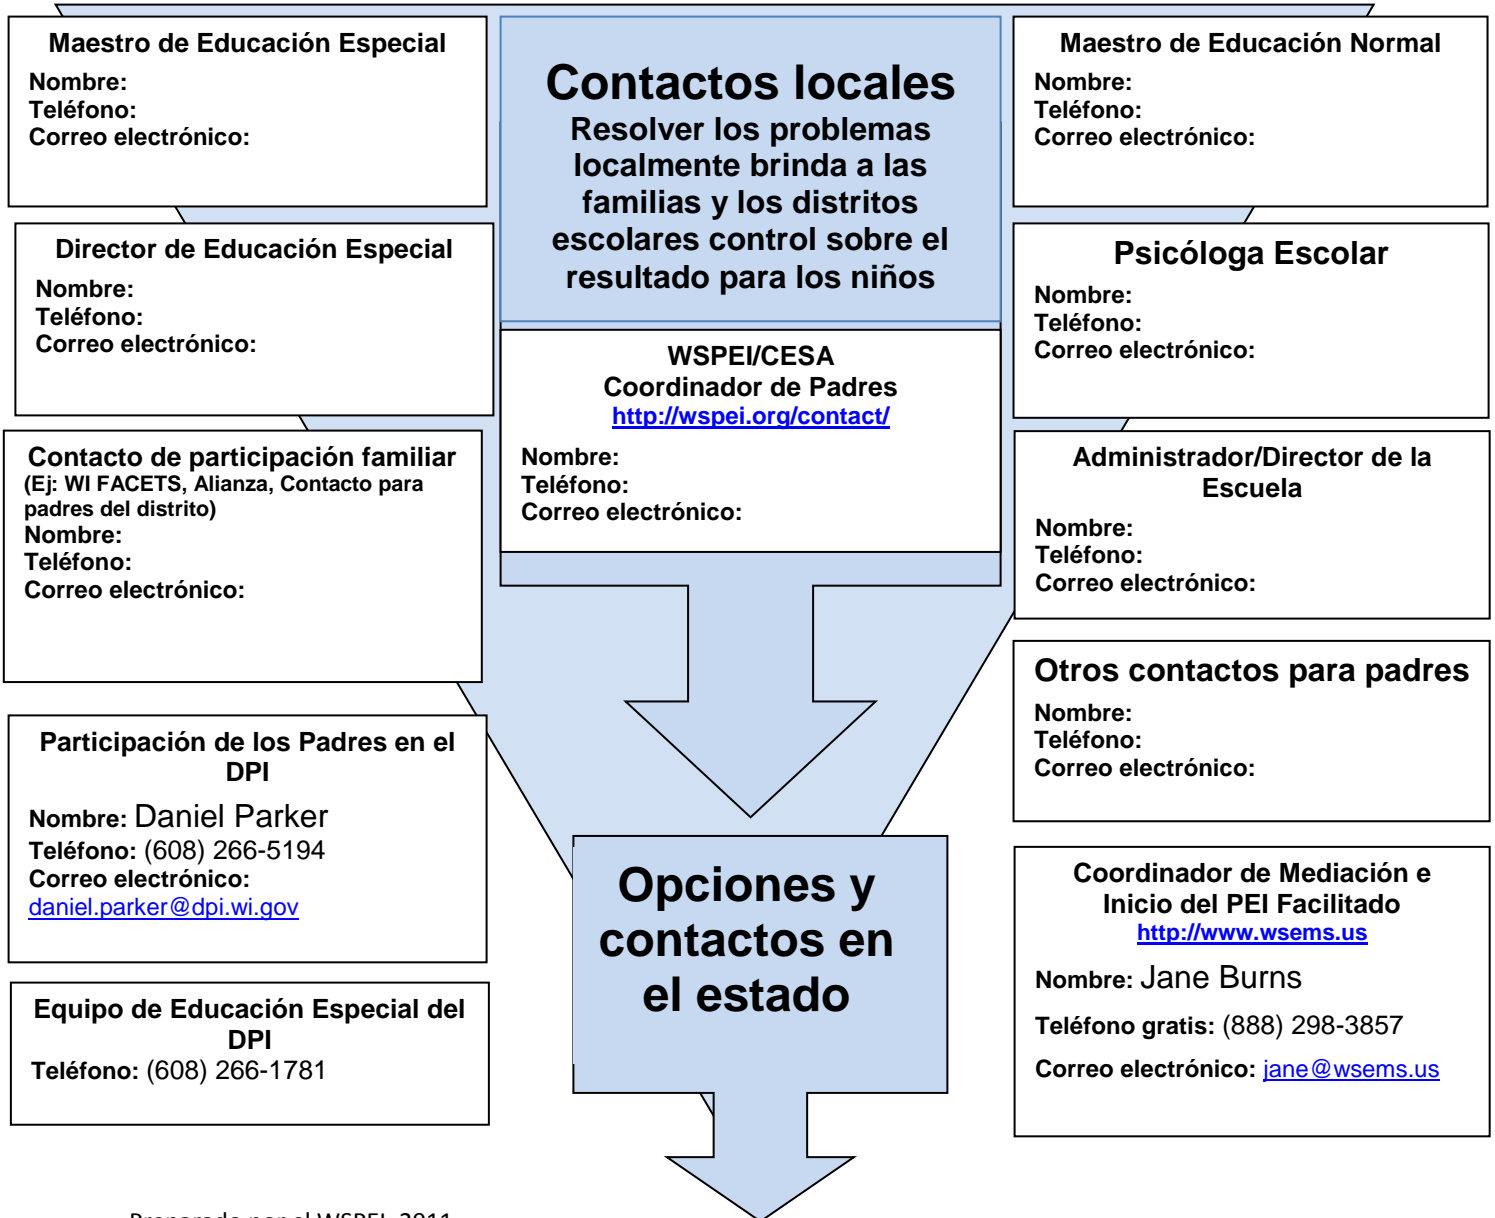 Maestro de Educación Especial
Nombre:
Teléfono:
Correo electrónico:
Contactos locales
Resolver los problemas
localmente brinda a las
familias y los distritos
escolares control sobre el
resultado para los niños
Maestro de Educación Normal
Nombre:
Teléfono:
Correo electrónico:
Director de Educación Especial
Nombre:
Teléfono:
Correo electrónico:
Psicóloga Escolar
Nombre:
Teléfono:
Correo electrónico:
WSPEI/CESA
Coordinador de Padres
http://wspei.org/contact/
Nombre:
Teléfono:
Correo electrónico:
Contacto de participación familiar
(Ej: WI FACETS, Alianza, Contacto para
padres del distrito)
Nombre:
Teléfono:
Correo electrónico:
Administrador/Director de la
Escuela
Nombre:
Teléfono:
Correo electrónico:
Otros contactos para padres
Nombre:
Teléfono:
Correo electrónico:
Participación de los Padres en el
DPI
Nombre: Daniel Parker
Teléfono: (608) 266-5194
Correo electrónico:
daniel.parker@dpi.wi.gov
Opciones y
contactos en
el estado
Coordinador de Mediación e
Inicio del PEI Facilitado
http://www.wsems.us
Nombre: Jane Burns
Teléfono gratis: (888) 298-3857
Correo electrónico: jane@wsems.us
Equipo de Educación Especial del
DPI
Teléfono: (608) 266-1781
Preparado por el WSPEI, 2011